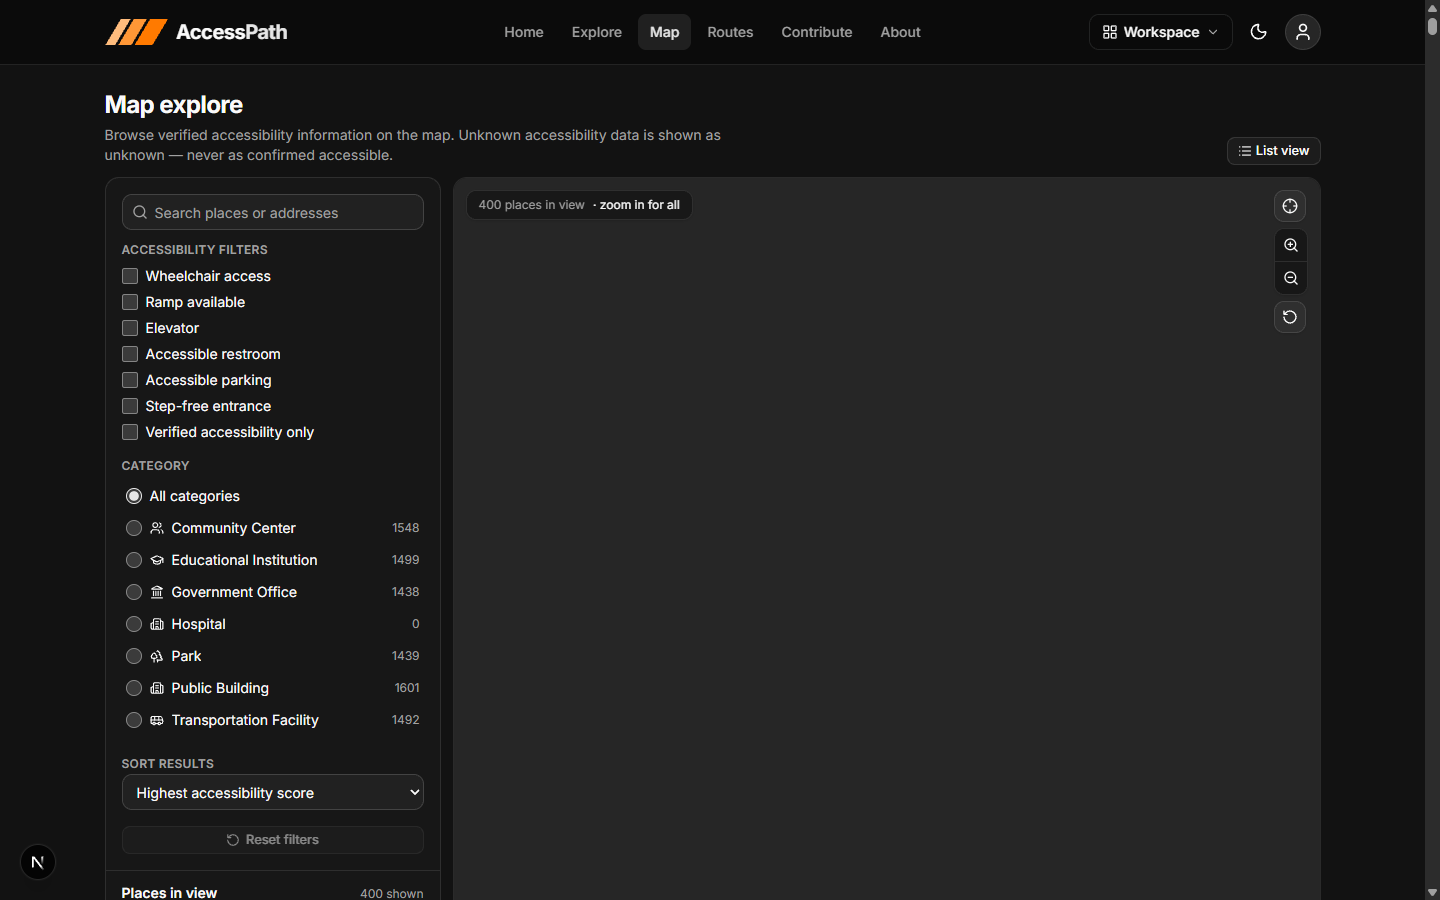 AccessPath
Home
Explore
Map
Routes
Contribute
About
Workspace
Map explore
Browse verified accessibility information on the map. Unknown accessibility data is shown as
unknown — never as confirmed accessible.
List view
Search places or addresses
ACCESSIBILITY FILTERS
Wheelchair access
Ramp available
Elevator
Accessible restroom
Accessible parking
Step-free entrance
Verified accessibility only
CATEGORY
All categories
Community Center 1548
Educational Institution 1499
Government Office 1438
Hospital 0
Park 1439
Public Building 1601
Transportation Facility 1492
SORT RESULTS
Highest accessibility score
Reset filters
Places in view 400 shown
400 places in view · zoom in for all
N